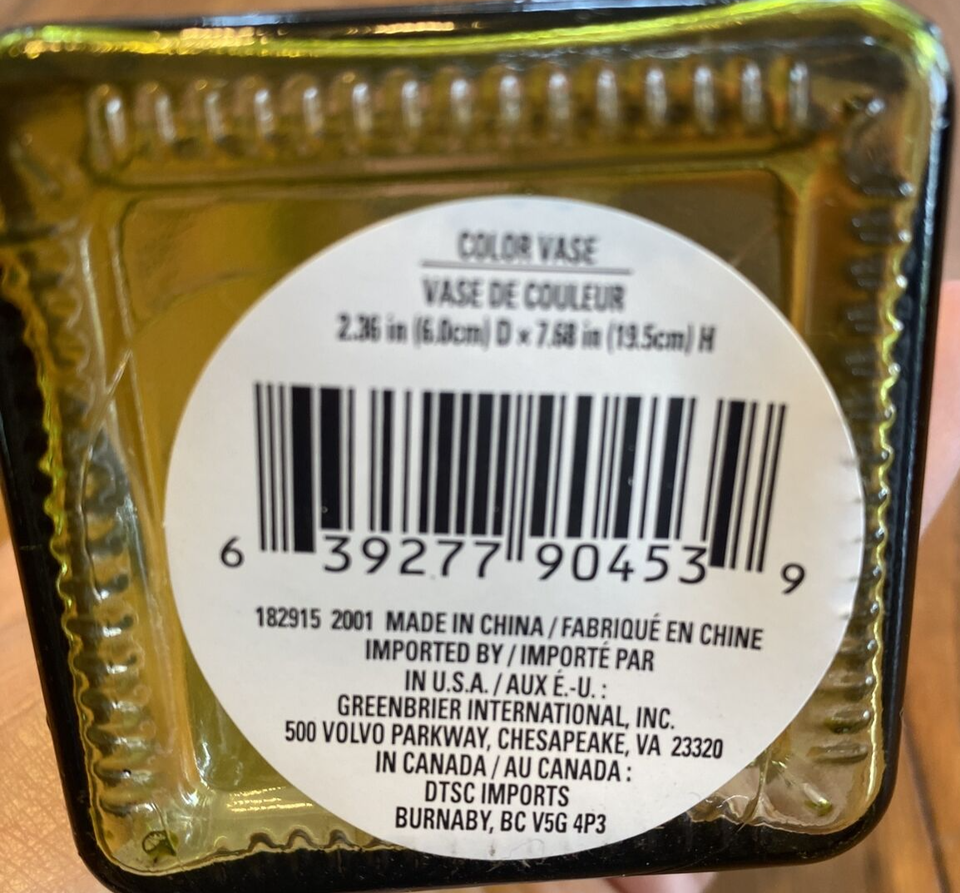 COLOR VASE
VASE DE COULEUR
2.36 in (6.0cm) D x 7.68 in (19.5cm) H
6 39277 90453 9
182915 2001 MADE IN CHINA / FABRIQUÉ EN CHINE
IMPORTED BY / IMPORTÉ PAR
IN U.S.A. / AUX É.-U. :
GREENBRIER INTERNATIONAL, INC.
500 VOLVO PARKWAY, CHESAPEAKE, VA 23320
IN CANADA / AU CANADA :
DTSC IMPORTS
BURNABY, BC V5G 4P3